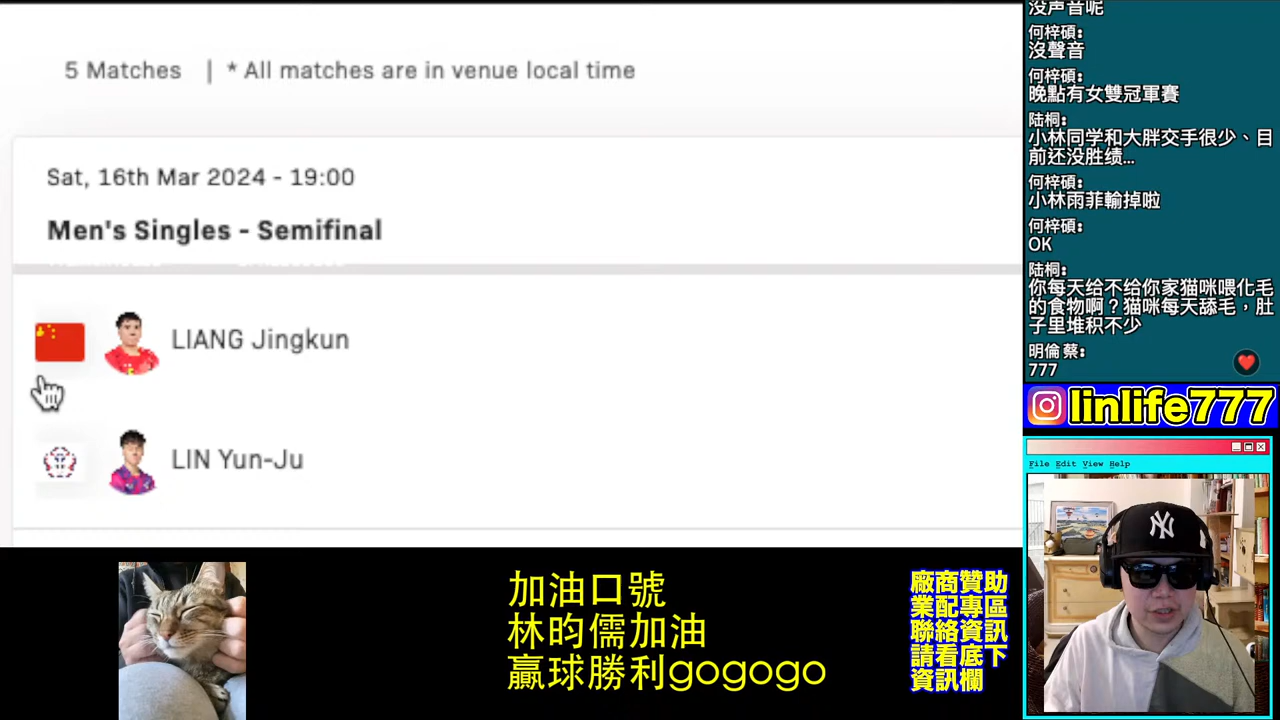 5 Matches | * All matches are in venue local time
Sat, 16th Mar 2024 - 19:00
Men's Singles - Semifinal
LIANG Jingkun
LIN Yun-Ju
没声音呢
何梓碩:
沒聲音
何梓碩:
晚點有女雙冠軍賽
陆桐:
小林同学和大胖交手很少、目
前还没胜绩...
何梓碩:
小林雨菲輸掉啦
何梓碩:
OK
陆桐:
你每天给不给你家猫咪喂化毛
的食物啊？猫咪每天舔毛，肚
子里堆积不少
明倫 蔡:
777
linlife777
File Edit View Help
NY
加油口號
林昀儒加油
贏球勝利gogogo
廠商贊助
業配專區
聯絡資訊
請看底下
資訊欄